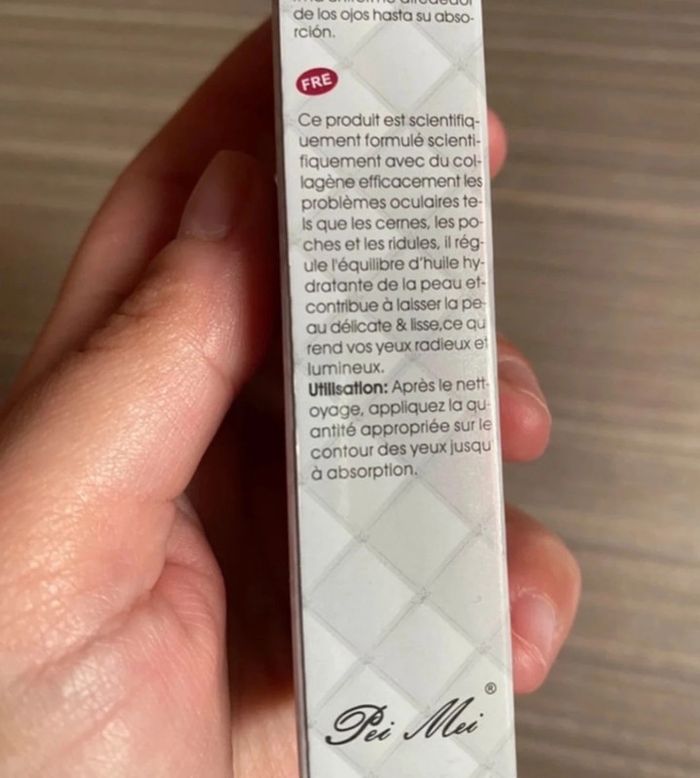 de los ojos hasta su abso-
rción.
FRE
Ce produit est scientifiq-
uement formulé scienti-
fiquement avec du col-
lagène efficacement les
problèmes oculaires te-
ls que les cernes, les po-
ches et les ridules, il rég-
ule l'équilibre d'huile hy-
dratante de la peau et-
contribue à laisser la pe-
au délicate & lisse,ce qu
rend vos yeux radieux et
lumineux.
Utilisation: Après le nett-
oyage, appliquez la qu-
antité appropriée sur le
contour des yeux jusqu
à absorption.
Pei Mei ®